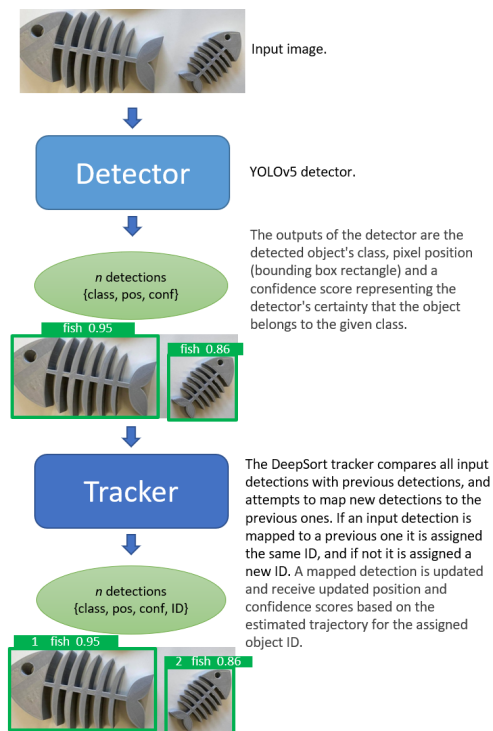 Input image.
Detector
YOLOv5 detector.
The outputs of the detector are the
detected object's class, pixel position
(bounding box rectangle) and a
confidence score representing the
detector's certainty that the object
belongs to the given class.
n detections
{class, pos, conf}
fish 0.95
fish 0.86
The DeepSort tracker compares all input
detections with previous detections, and
attempts to map new detections to the
previous ones. If an input detection is
mapped to a previous one it is assigned
the same ID, and if not it is assigned a
new ID. A mapped detection is updated
and receive updated position and
confidence scores based on the
estimated trajectory for the assigned
object ID.
Tracker
n detections
{class, pos, conf, ID}
1 fish 0.95
2 fish 0.86